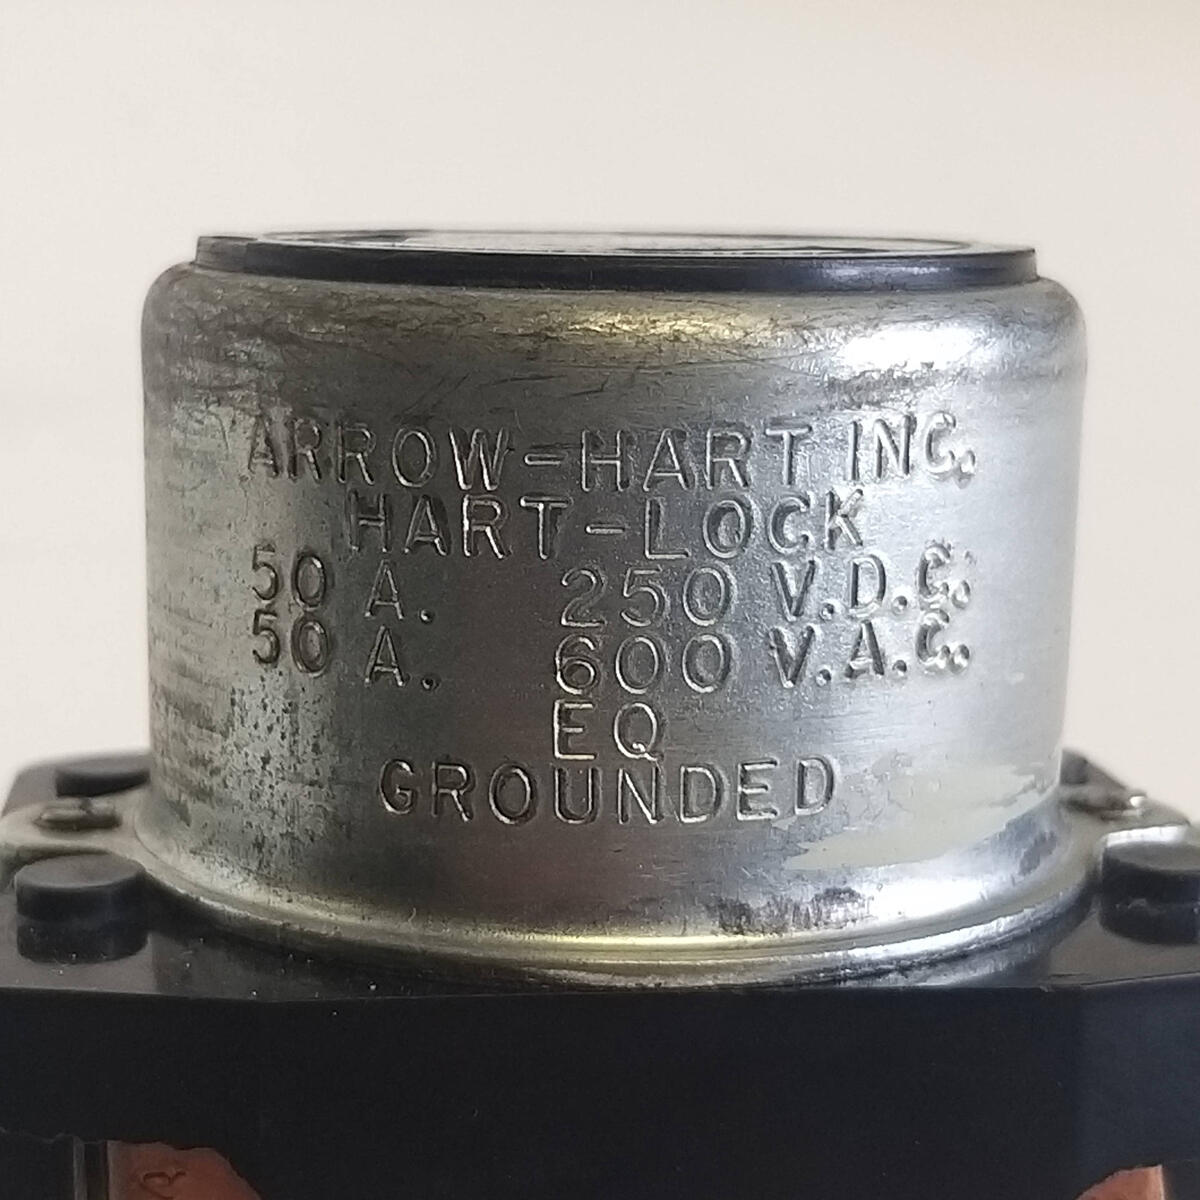 ARROW-HART INC.
HART-LOCK
50 A. 250 V.D.C.
50 A. 600 V.A.C.
EQ
GROUNDED